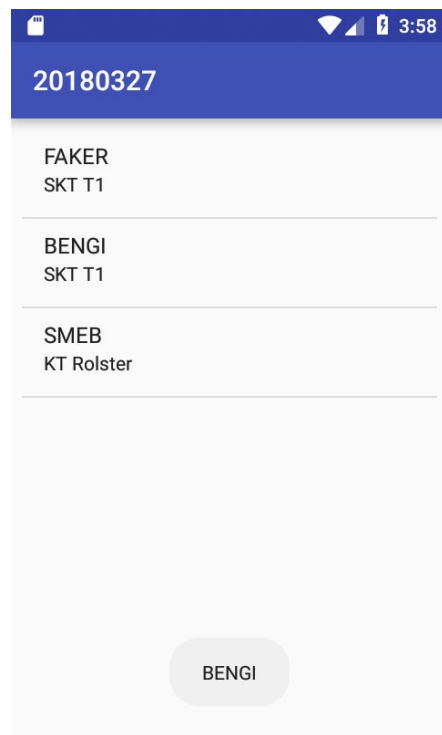 3:58
20180327
FAKER
SKT T1
BENGI
SKT T1
SMEB
KT Rolster
BENGI